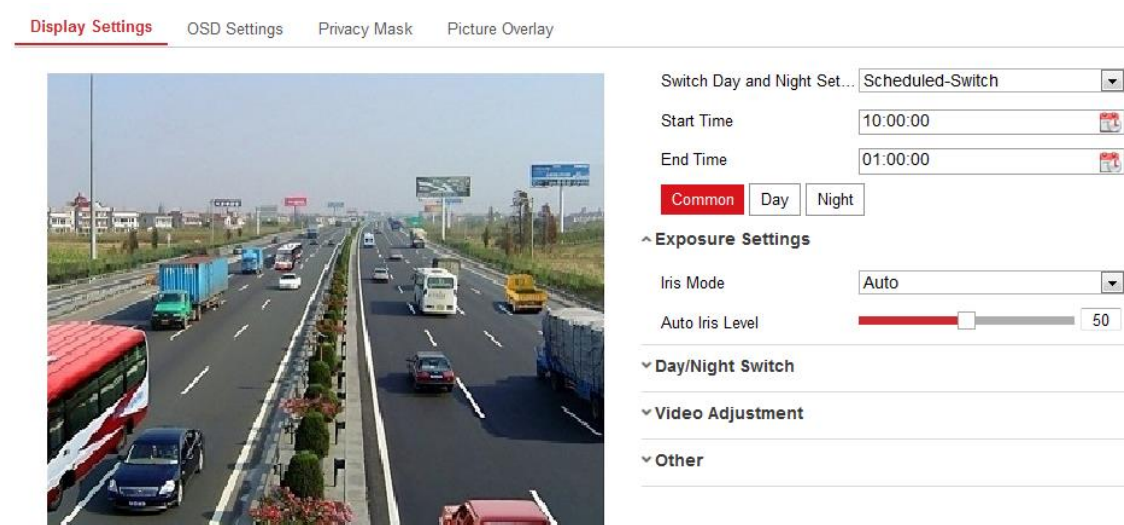 Display Settings OSD Settings Privacy Mask Picture Overlay
Switch Day and Night Set... Scheduled-Switch
Start Time 10:00:00
End Time 01:00:00
Common Day Night
Exposure Settings
Iris Mode Auto
Auto Iris Level 50
Day/Night Switch
Video Adjustment
Other